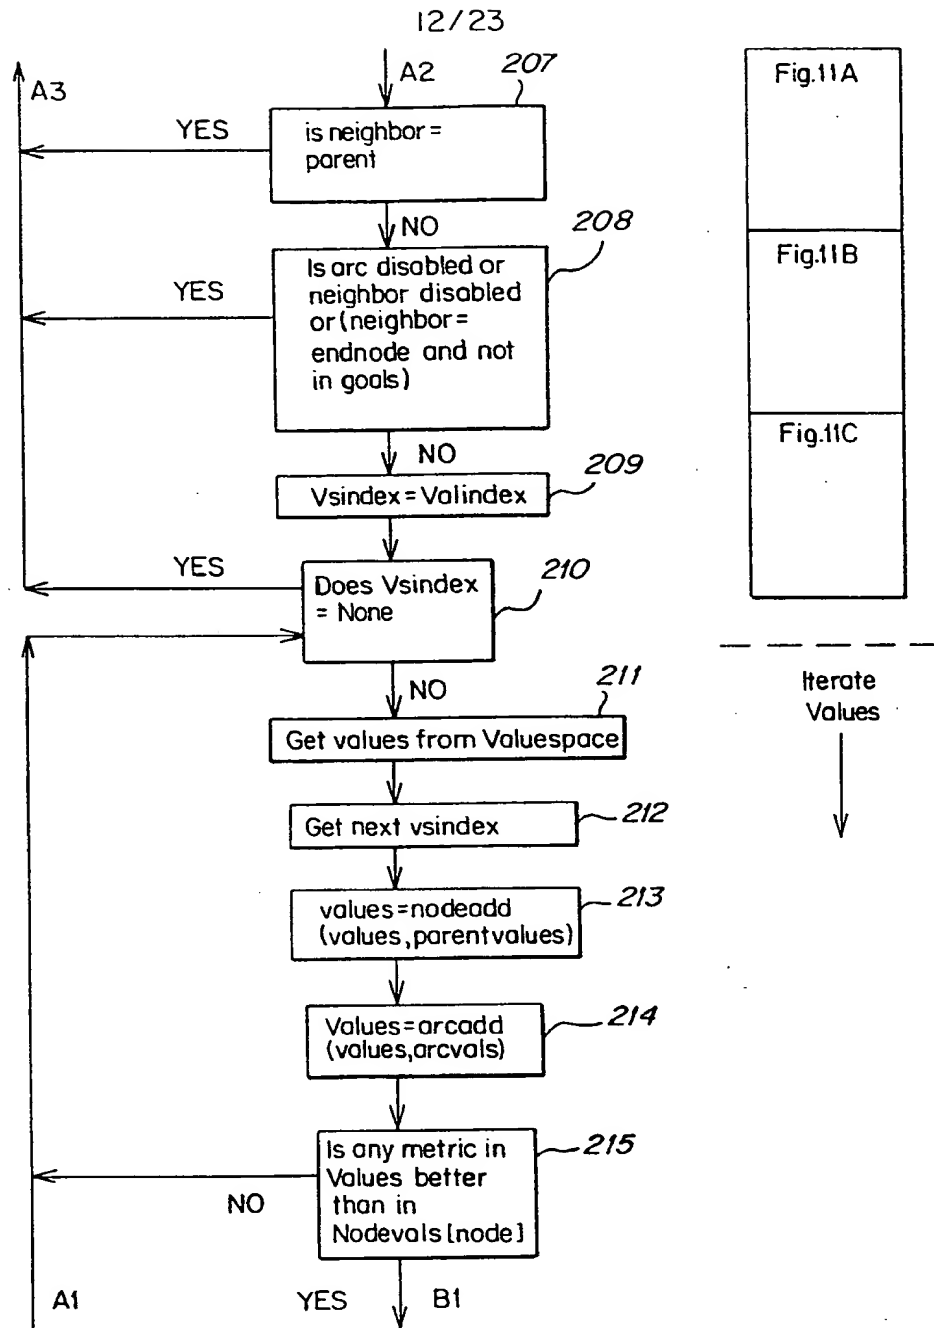 12/23
A3
A2
207
Fig.11A
YES
is neighbor=
parent
NO
208
YES
Is arc disabled or
neighbor disabled
or (neighbor=
endnode and not
in goals)
Fig.11B
NO
209
Vsindex=Valindex
Fig.11C
YES
210
Does Vsindex
= None
NO
211
Iterate
Values
Get values from Valuespace
Get next vsindex
212
values=nodeadd
(values,parentvalues)
213
Values=arcadd
(values,arcvals)
214
Is any metric in
Values better
than in
Nodevals[node]
215
NO
A1
YES
B1